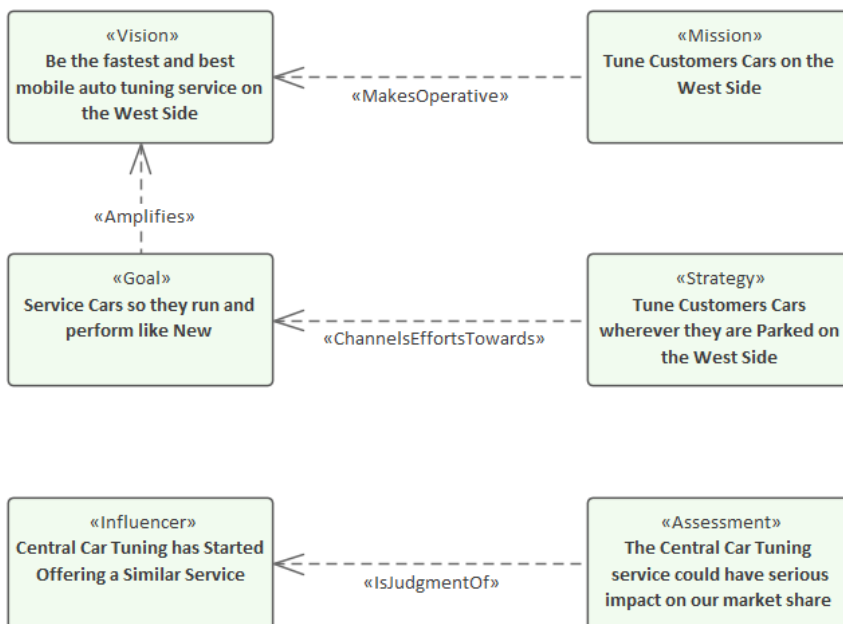 «Vision»
Be the fastest and best
mobile auto tuning service on
the West Side
«MakesOperative»
«Mission»
Tune Customers Cars on the
West Side
«Amplifies»
«Goal»
Service Cars so they run and
perform like New
«ChannelsEffortsTowards»
«Strategy»
Tune Customers Cars
wherever they are Parked on
the West Side
«Influencer»
Central Car Tuning has Started
Offering a Similar Service
«IsJudgmentOf»
«Assessment»
The Central Car Tuning
service could have serious
impact on our market share